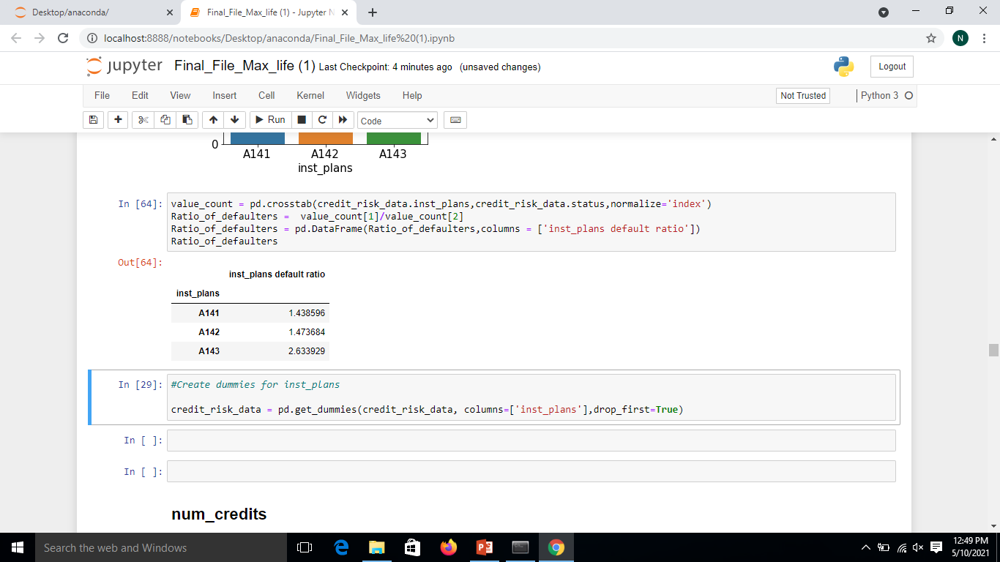 Desktop/anaconda/
Final_File_Max_life (1) - Jupyter N
localhost:8888/notebooks/Desktop/anaconda/Final_File_Max_life%20(1).ipynb
N
jupyter Final_File_Max_life (1) Last Checkpoint: 4 minutes ago (unsaved changes)
Logout
File Edit View Insert Cell Kernel Widgets Help
Not Trusted
Python 3
Run
Code
0
A141 A142 A143
inst_plans
In [64]:
value_count = pd.crosstab(credit_risk_data.inst_plans,credit_risk_data.status,normalize='index')
Ratio_of_defaulters =  value_count[1]/value_count[2]
Ratio_of_defaulters = pd.DataFrame(Ratio_of_defaulters,columns = ['inst_plans default ratio'])
Ratio_of_defaulters
Out[64]:
inst_plans default ratio
inst_plans
A141 1.438596
A142 1.473684
A143 2.633929
In [29]:
#Create dummies for inst_plans
credit_risk_data = pd.get_dummies(credit_risk_data, columns=['inst_plans'],drop_first=True)
In [ ]:
In [ ]:
num_credits
Search the web and Windows
12:49 PM
5/10/2021